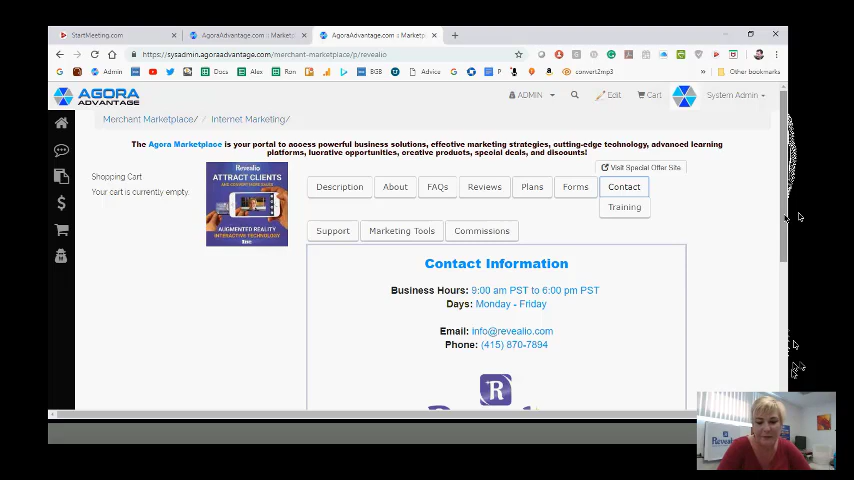 StartMeeting.com
AgoraAdvantage.com :: Market
AgoraAdvantage.com :: Market
https://sysadmin.agoraadvantage.com/merchant-marketplace/p/revealio
Admin
Docs
Alex
Ron
BGB
Advice
P
convert2mp3
Other bookmarks
AGORA
ADVANTAGE
ADMIN
Edit
Cart
System Admin
Merchant Marketplace/ / Internet Marketing/
The Agora Marketplace is your portal to access powerful business solutions, effective marketing strategies, cutting-edge technology, advanced learning
platforms, lucrative opportunities, creative products, special deals, and discounts!
Shopping Cart
Your cart is currently empty.
Revealio
ATTRACT CLIENTS
AUGMENTED REALITY
INTERACTIVE TECHNOLOGY
Visit Special Offer Site
Description
About
FAQs
Reviews
Plans
Forms
Contact
Training
Support
Marketing Tools
Commissions
Contact Information
Business Hours: 9:00 am PST to 6:00 pm PST
Days: Monday - Friday
Email: info@revealio.com
Phone: (415) 870-7894
R